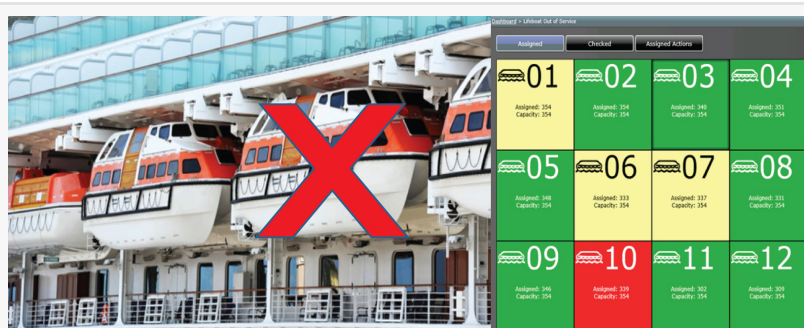 Dashboard > Lifeboat Out of Service
Assigned
Checked
Assigned Actions
01
Assigned: 354
Capacity: 354
02
Assigned: 354
Capacity: 354
03
Assigned: 340
Capacity: 354
04
Assigned: 351
Capacity: 354
05
Assigned: 348
Capacity: 354
06
Assigned: 333
Capacity: 354
07
Assigned: 337
Capacity: 354
08
Assigned: 331
Capacity: 354
09
Assigned: 346
Capacity: 354
10
Assigned: 339
Capacity: 354
11
Assigned: 302
Capacity: 354
12
Assigned: 309
Capacity: 354